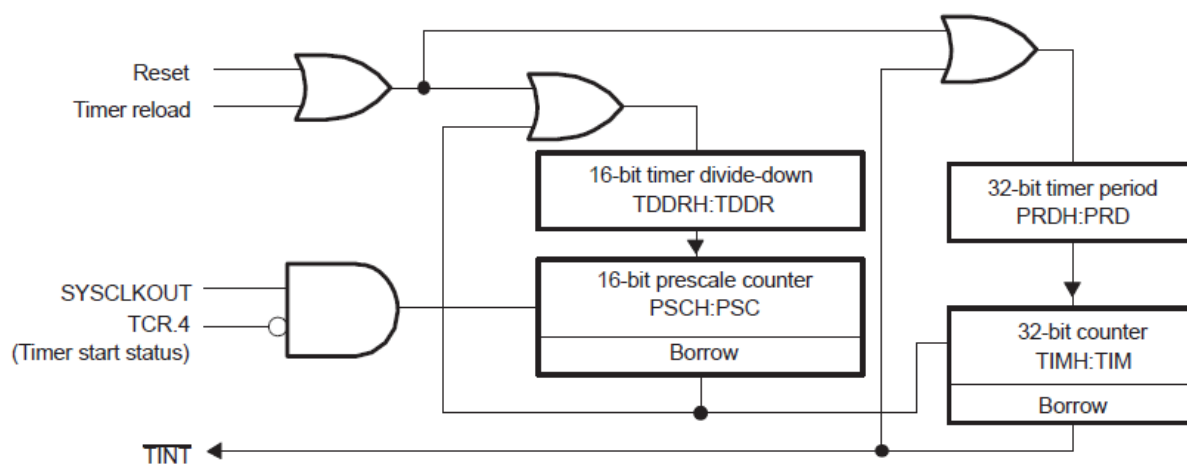 Reset
Timer reload
16-bit timer divide-down
TDDRH:TDDR
32-bit timer period
PRDH:PRD
SYSCLKOUT
TCR.4
(Timer start status)
16-bit prescale counter
PSCH:PSC
Borrow
32-bit counter
TIMH:TIM
Borrow
TINT